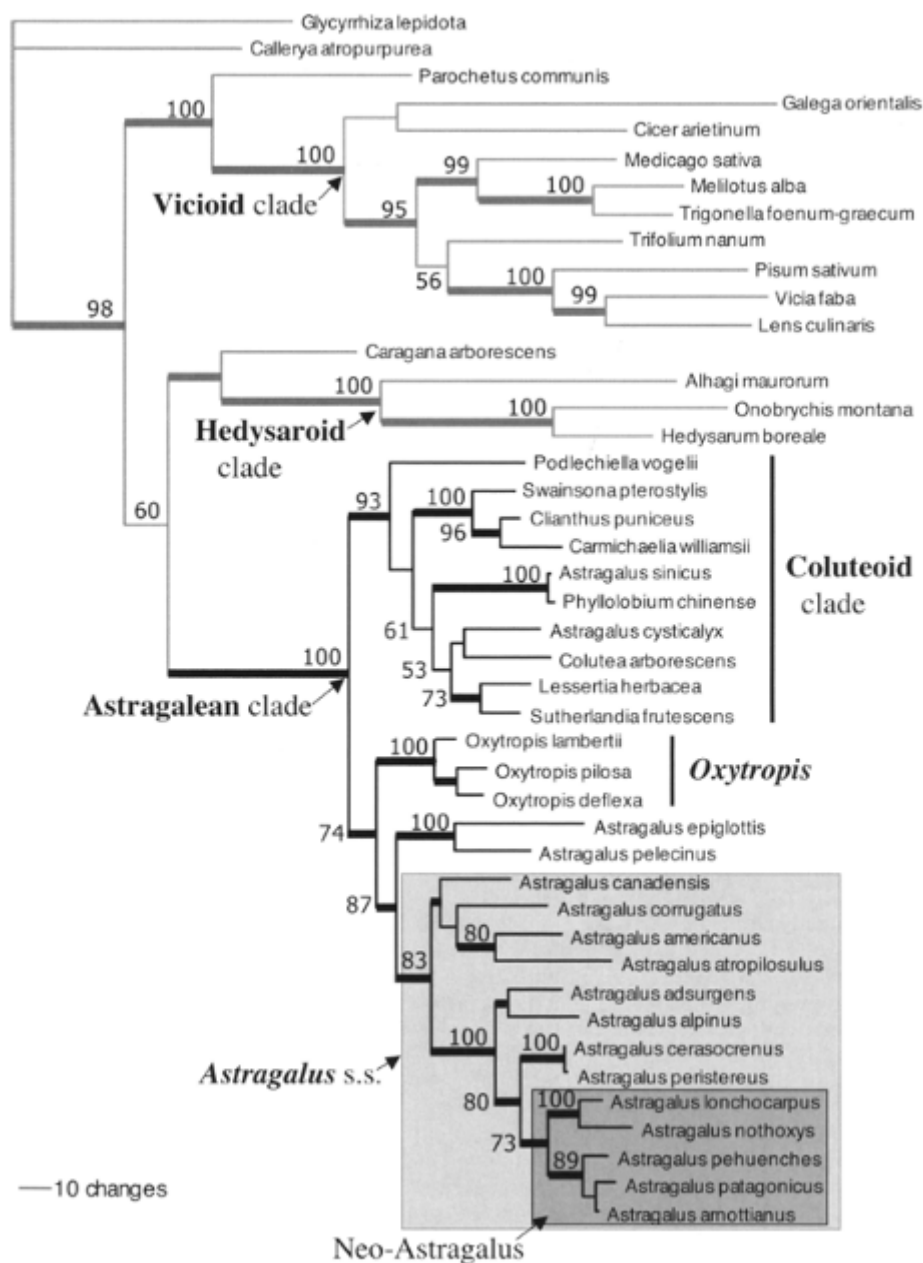 Glycyrrhiza lepidota
Callerya atropurpurea
Parochetus communis
100
Galega orientalis
Cicer arietinum
100
Vicioid clade
99
Medicago sativa
100
Melilotus alba
Trigonella foenum-graecum
95
Trifolium nanum
56
100
Pisum sativum
99
Vicia faba
Lens culinaris
98
Caragana arborescens
100
Alhagi maurorum
Hedysaroid
clade
100
Onobrychis montana
Hedysarum boreale
60
93
Podlechiella vogelii
100
Swainsona pterostylis
96
Clianthus puniceus
Carmichaelia williamsii
100
Astragalus sinicus
Phyllolobium chinense
Coluteoid
clade
61
Astragalus cysticalyx
53
Colutea arborescens
73
Lessertia herbacea
Sutherlandia frutescens
100
Astragalean clade
100
Oxytropis lambertii
Oxytropis pilosa
Oxytropis deflexa
Oxytropis
74
100
Astragalus epiglottis
Astragalus pelecinus
87
Astragalus canadensis
Astragalus corrugatus
80
Astragalus americanus
Astragalus atropilosulus
83
Astragalus adsurgens
100
Astragalus alpinus
100
Astragalus cerasocrenus
Astragalus peristereus
Astragalus s.s.
80
100
Astragalus lonchocarpus
Astragalus nothoxys
73
89
Astragalus pehuenches
Astragalus patagonicus
Astragalus arnottianus
10 changes
Neo-Astragalus